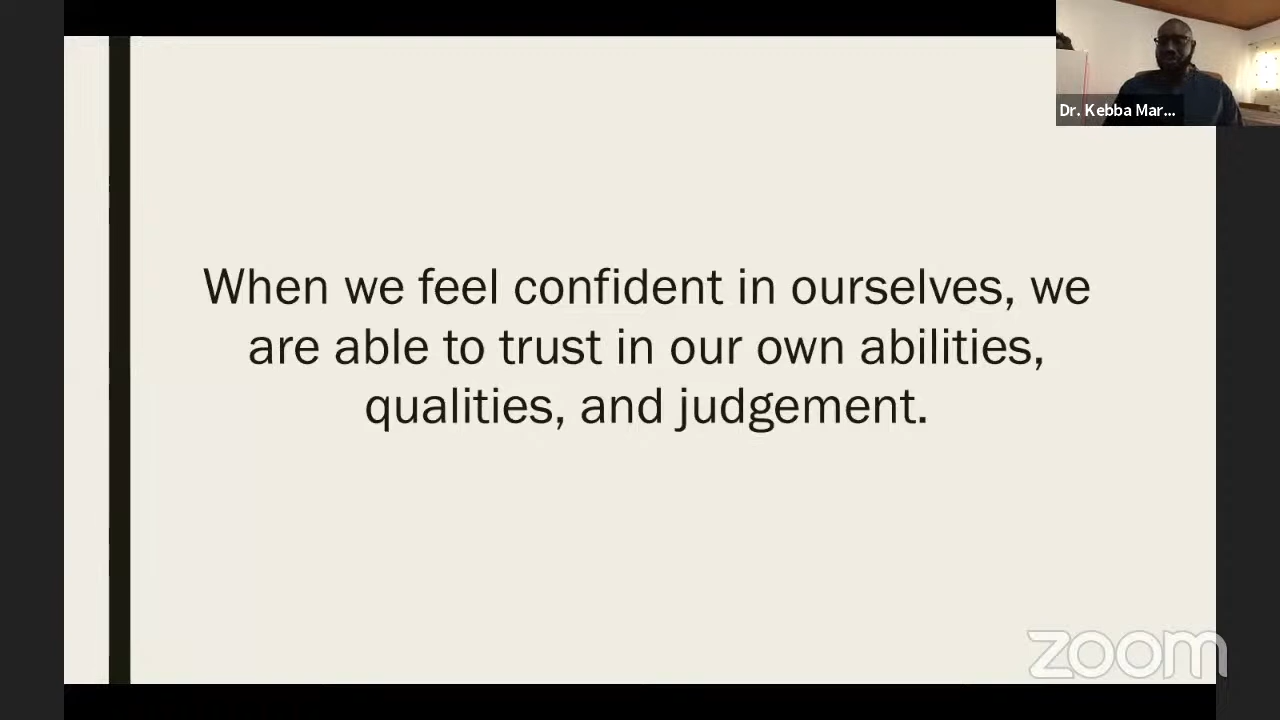 Dr. Kebba Mar...
When we feel confident in ourselves, we
are able to trust in our own abilities,
qualities, and judgement.
zoom